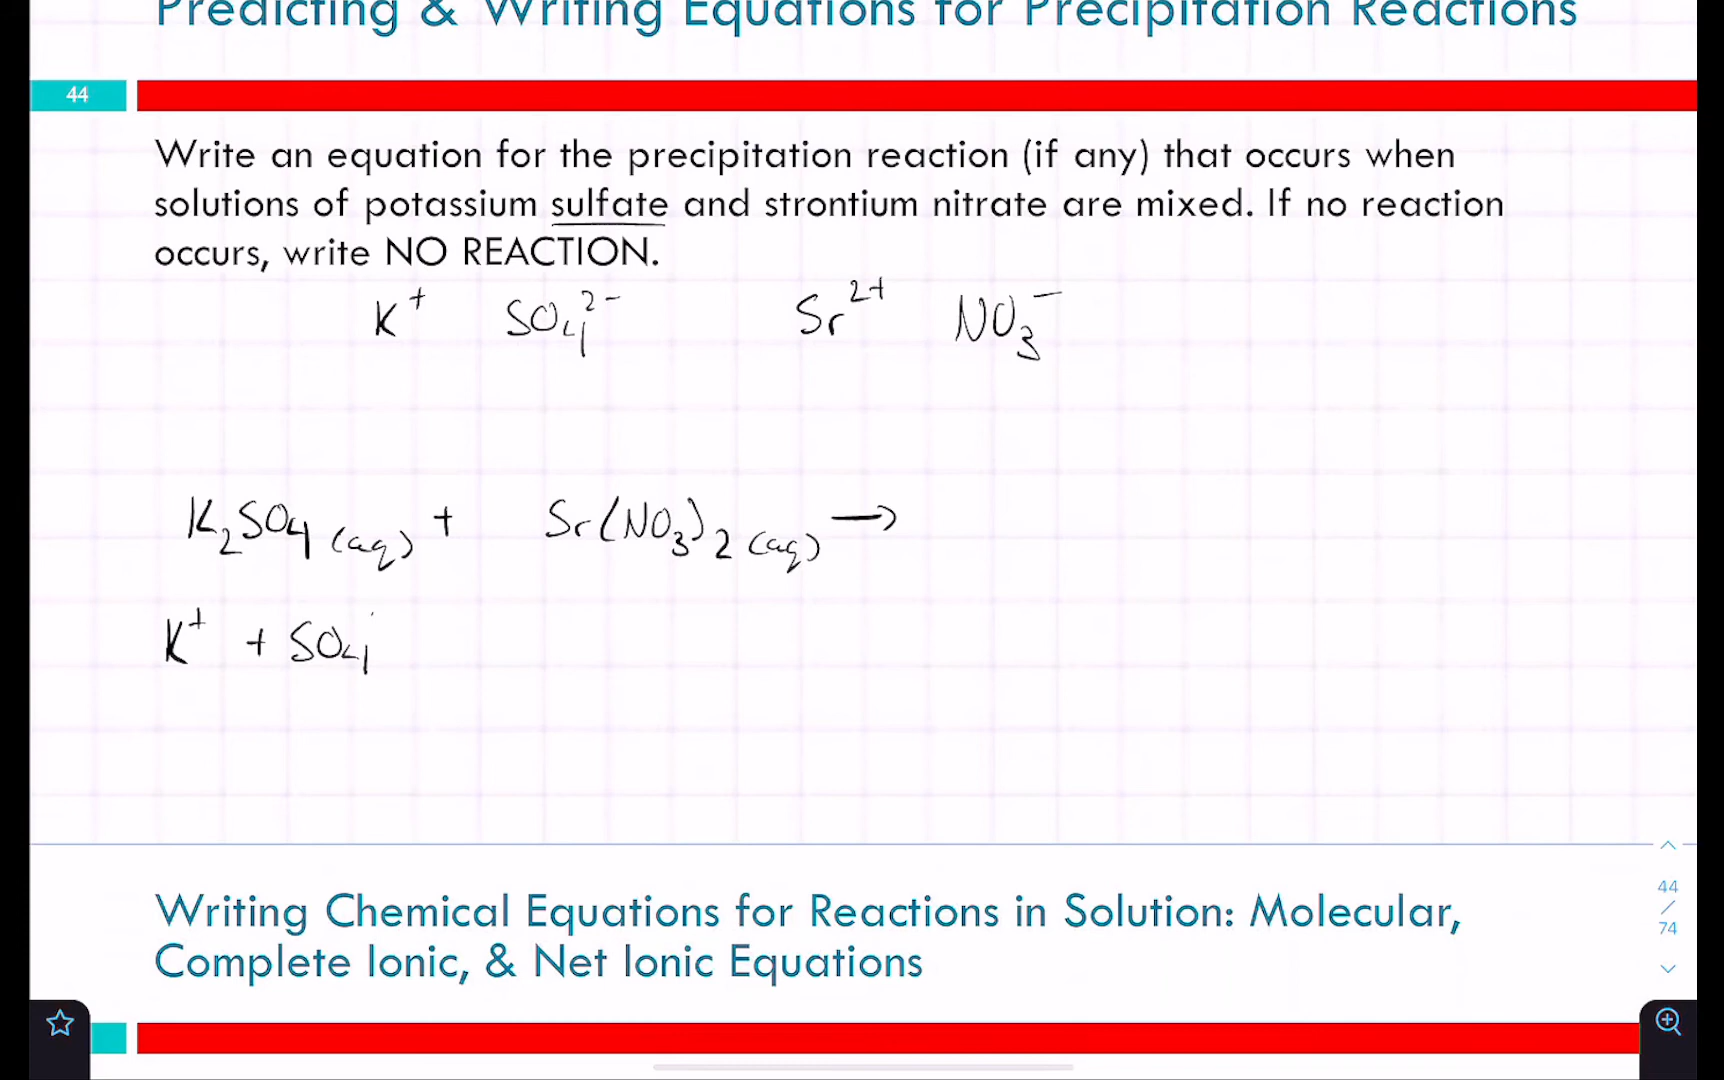 Predicting & Writing Equations for Precipitation Reactions
44
Write an equation for the precipitation reaction (if any) that occurs when
solutions of potassium sulfate and strontium nitrate are mixed. If no reaction
occurs, write NO REACTION.
K⁺ SO₄²⁻ Sr²⁺ NO₃⁻
K₂SO₄ (aq) + Sr(NO₃)₂ (aq) →
K⁺ + SO₄
Writing Chemical Equations for Reactions in Solution: Molecular,
Complete Ionic, & Net Ionic Equations
44
/
74